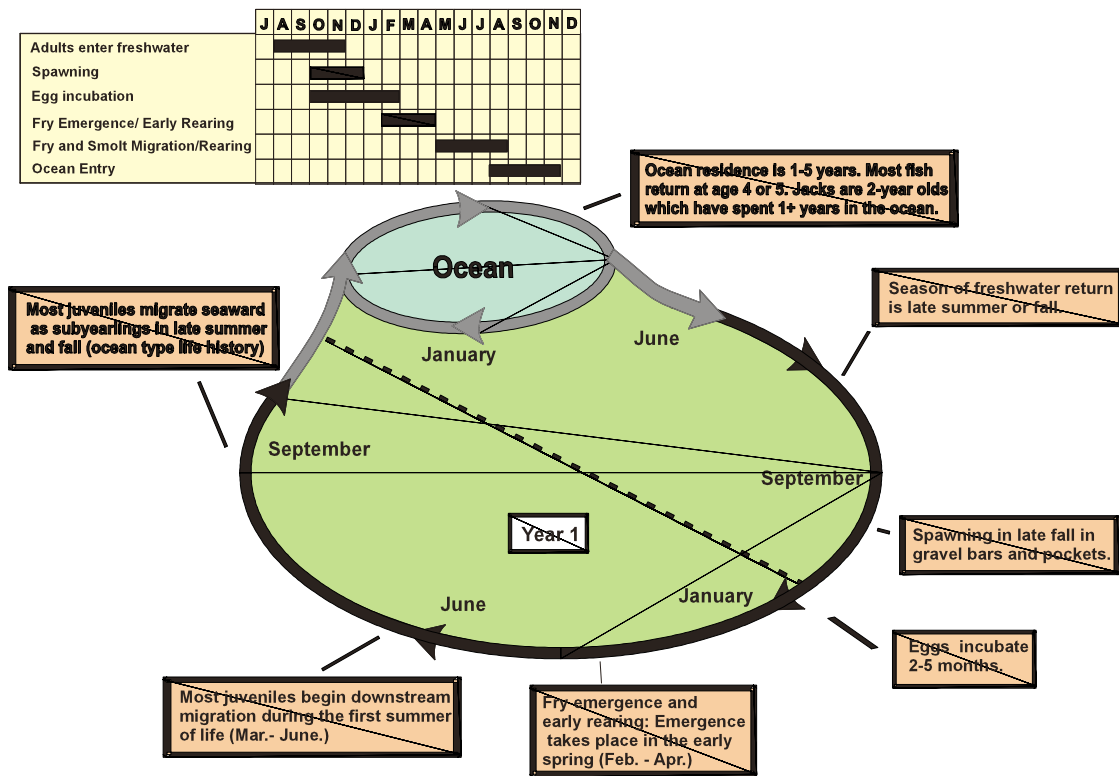 J A S O N D J F M A M J J A S O N D
Adults enter freshwater
Spawning
Egg incubation
Fry Emergence/ Early Rearing
Fry and Smolt Migration/Rearing
Ocean Entry
Ocean residence is 1-5 years. Most fish
return at age 4 or 5. Jacks are 2-year olds
which have spent 1+ years in the ocean.
Ocean
Season of freshwater return
is late summer or fall.
Most juveniles migrate seaward
as subyearlings in late summer
and fall (ocean type life history)
January
June
September
September
Year 1
Spawning in late fall in
gravel bars and pockets.
June
January
Eggs incubate
2-5 months.
Most juveniles begin downstream
migration during the first summer
of life (Mar.- June.)
Fry emergence and
early rearing: Emergence
takes place in the early
spring (Feb. - Apr.)